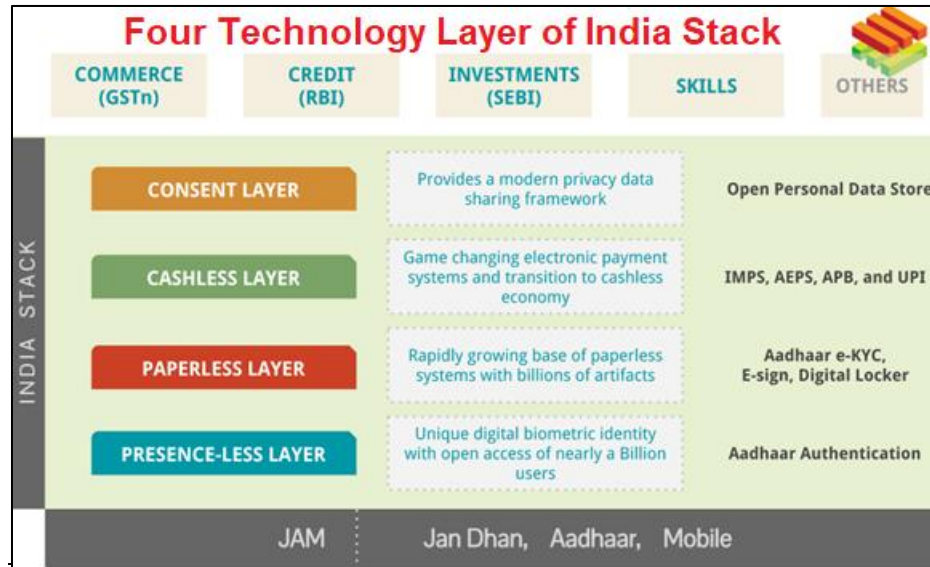 Four Technology Layer of India Stack
COMMERCE
(GSTn)
CREDIT
(RBI)
INVESTMENTS
(SEBI)
SKILLS
OTHERS
INDIA STACK
CONSENT LAYER
Provides a modern privacy data
sharing framework
Open Personal Data Store
CASHLESS LAYER
Game changing electronic payment
systems and transition to cashless
economy
IMPS, AEPS, APB, and UPI
PAPERLESS LAYER
Rapidly growing base of paperless
systems with billions of artifacts
Aadhaar e-KYC,
E-sign, Digital Locker
PRESENCE-LESS LAYER
Unique digital biometric identity
with open access of nearly a Billion
users
Aadhaar Authentication
JAM
Jan Dhan, Aadhaar, Mobile